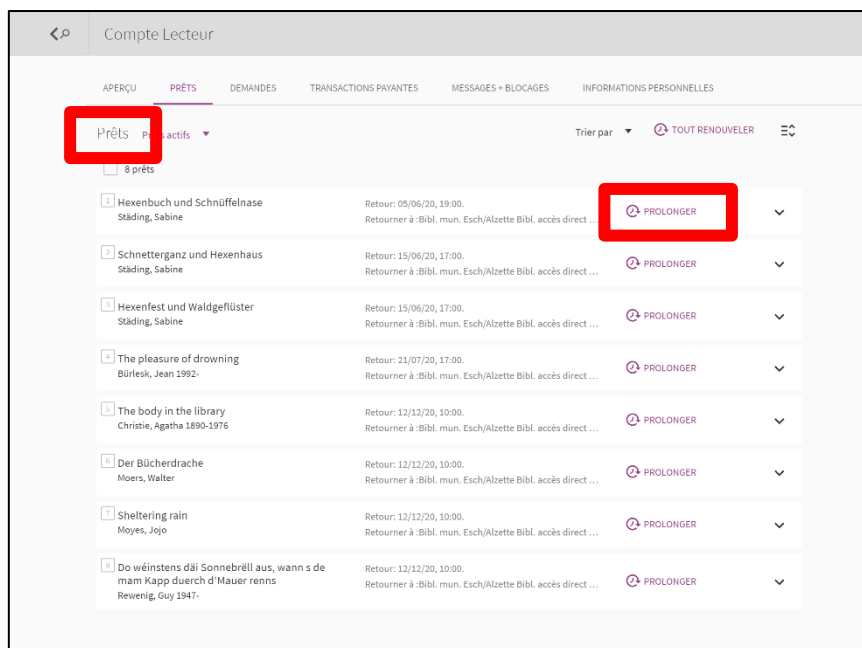 Compte Lecteur
APERÇU PRÊTS DEMANDES TRANSACTIONS PAYANTES MESSAGES + BLOCAGES INFORMATIONS PERSONNELLES
Prêts actifs Trier par TOUT RENOUVELER
8 prêts
1 Hexenbuch und Schnüffelnase Retour: 05/06/20, 19:00. PROLONGER
Städing, Sabine Retourner à :Bibl. mun. Esch/Alzette Bibl. accès direct ...
2 Schnetterganz und Hexenhaus Retour: 15/06/20, 17:00. PROLONGER
Städing, Sabine Retourner à :Bibl. mun. Esch/Alzette Bibl. accès direct ...
3 Hexenfest und Waldgeflüster Retour: 15/06/20, 17:00. PROLONGER
Städing, Sabine Retourner à :Bibl. mun. Esch/Alzette Bibl. accès direct ...
4 The pleasure of drowning Retour: 21/07/20, 17:00. PROLONGER
Bürlesk, Jean 1992- Retourner à :Bibl. mun. Esch/Alzette Bibl. accès direct ...
5 The body in the library Retour: 12/12/20, 10:00. PROLONGER
Christie, Agatha 1890-1976 Retourner à :Bibl. mun. Esch/Alzette Bibl. accès direct ...
6 Der Bücherdrache Retour: 12/12/20, 10:00. PROLONGER
Moers, Walter Retourner à :Bibl. mun. Esch/Alzette Bibl. accès direct ...
7 Sheltering rain Retour: 12/12/20, 10:00. PROLONGER
Moyes, Jojo Retourner à :Bibl. mun. Esch/Alzette Bibl. accès direct ...
8 Do wéinstens däi Sonnebrëll aus, wann s de Retour: 12/12/20, 10:00. PROLONGER
mam Kapp duerch d'Mauer renns Retourner à :Bibl. mun. Esch/Alzette Bibl. accès direct ...
Rewenig, Guy 1947-